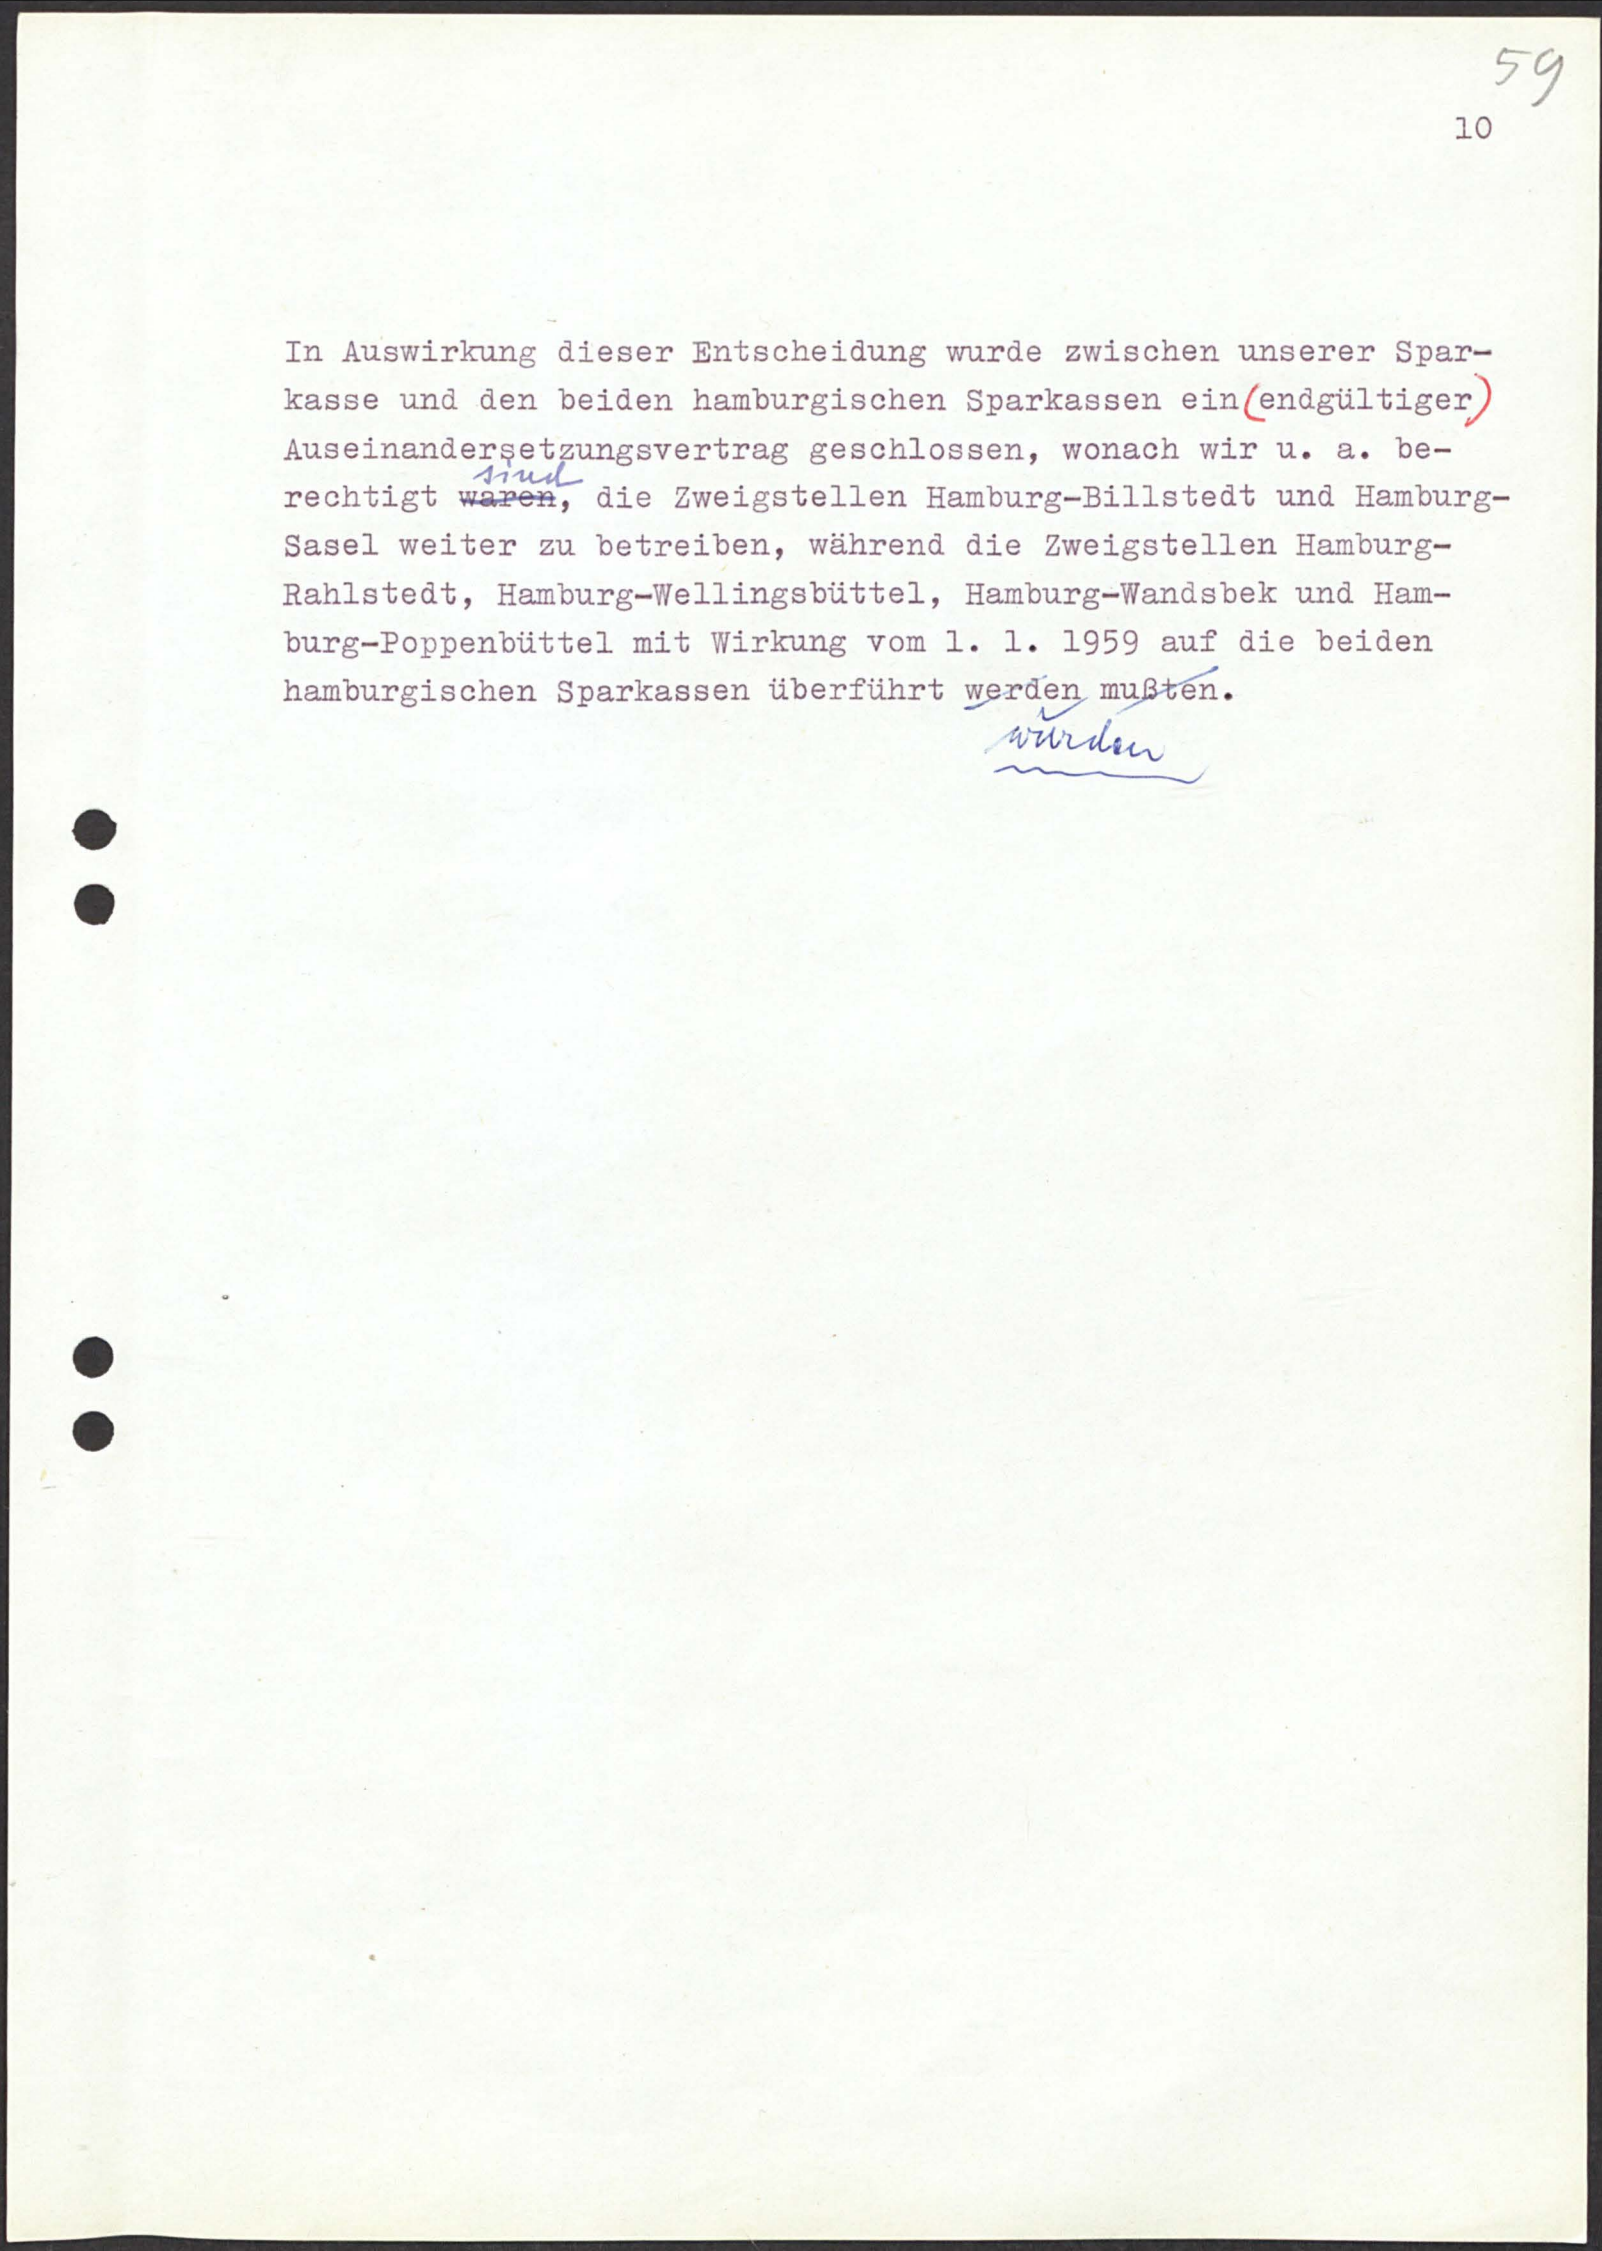 59
10
In Auswirkung dieser Entscheidung wurde zwischen unserer Spar-
kasse und den beiden hamburgischen Sparkassen ein(endgültiger)
Auseinandersetzungsvertrag geschlossen, wonach wir u. a. be-
sind
rechtigt waren, die Zweigstellen Hamburg-Billstedt und Hamburg-
Sasel weiter zu betreiben, während die Zweigstellen Hamburg-
Rahlstedt, Hamburg-Wellingsbüttel, Hamburg-Wandsbek und Ham-
burg-Poppenbüttel mit Wirkung vom 1. 1. 1959 auf die beiden
hamburgischen Sparkassen überführt werden mußten.
wurden